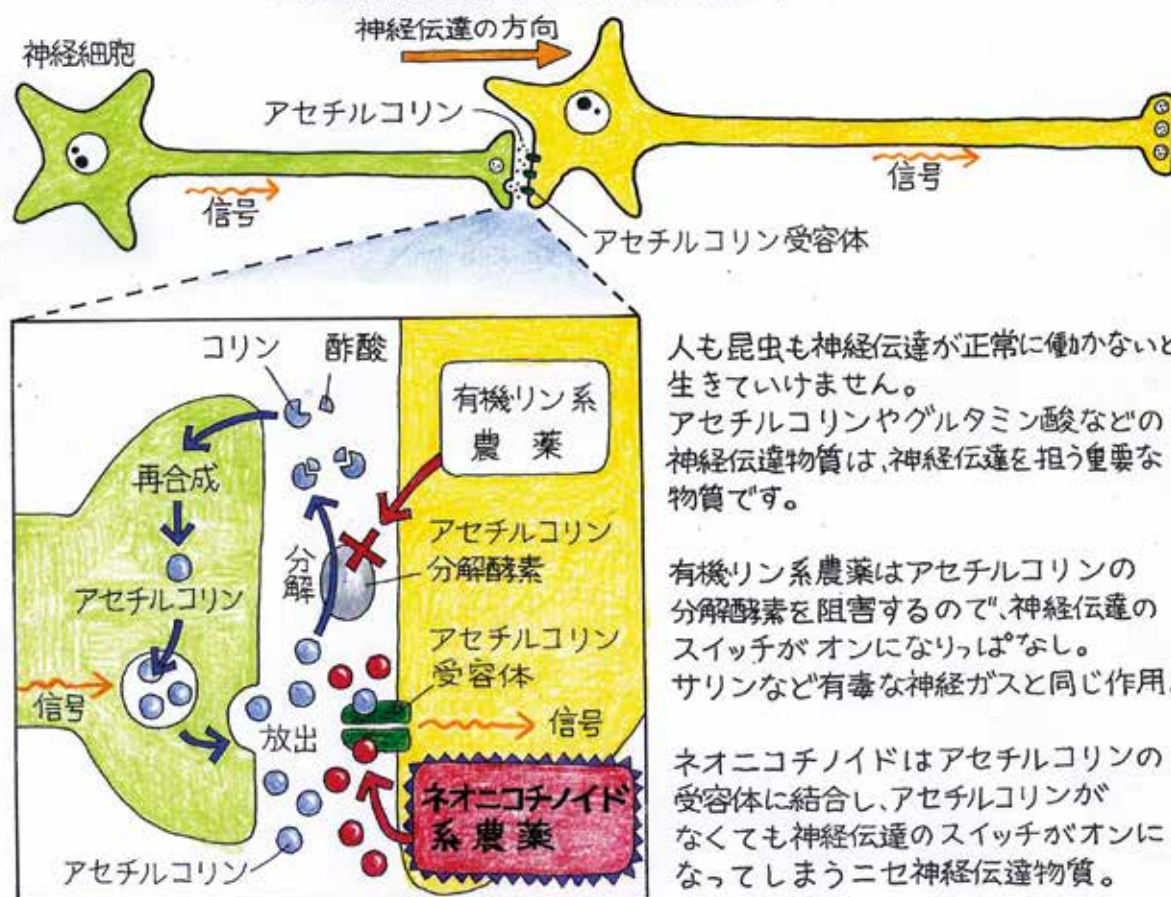 神経伝達の方向
神経細胞
アセチルコリン
信号
信号
アセチルコリン受容体
コリン
酢酸
有機リン系
農薬
再合成
アセチルコリン
分解酵素
分解
アセチルコリン
アセチルコリン
受容体
信号
放出
信号
ネオニコチノイド
系農薬
アセチルコリン
人も昆虫も神経伝達が正常に働かないと
生きていけません。
アセチルコリンやグルタミン酸などの
神経伝達物質は、神経伝達を担う重要な
物質です。
有機リン系農薬はアセチルコリンの
分解酵素を阻害するので、神経伝達の
スイッチがオンになりっぱなし。
サリンなど有毒な神経ガスと同じ作用。
ネオニコチノイドはアセチルコリンの
受容体に結合し、アセチルコリンが
なくても神経伝達のスイッチがオンに
なってしまうニセ神経伝達物質。